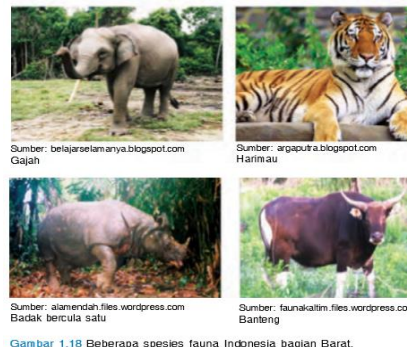 Sumber: belajarselamanya.blogspot.com
Gajah
Sumber: argaputra.blogspot.com
Harimau
Sumber: alamendah.files.wordpress.com
Badak bercula satu
Sumber: faunakaltim.files.wordpress.co
Banteng
Gambar 1.18 Beberapa spesies fauna Indonesia bagian Barat.